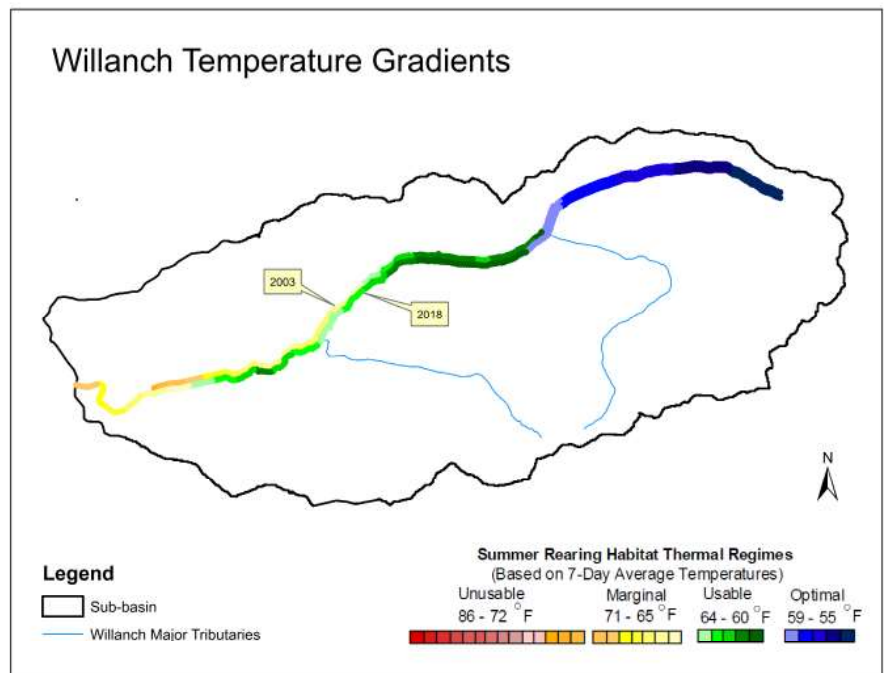 Willanch Temperature Gradients
2003
2018
N
Legend
Sub-basin
Willanch Major Tributaries
Summer Rearing Habitat Thermal Regimes
(Based on 7-Day Average Temperatures)
Unusable Marginal Usable Optimal
86 - 72 °F 71 - 65 °F 64 - 60 °F 59 - 55 °F